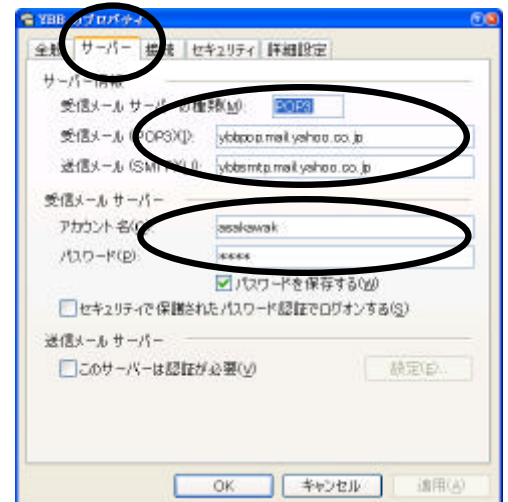 YBB のプロパティ
全般 サーバー 接続 セキュリティ 詳細設定
サーバー情報
受信メール サーバーの種類(M): POP3
受信メール (POP3)(I): ybbpop.mail.yahoo.co.jp
送信メール (SMTP)(U): ybbsmtp.mail.yahoo.co.jp
受信メール サーバー
アカウント名(C): asakawak
パスワード(P): ****
パスワードを保存する(W)
セキュリティで保護されたパスワード認証でログオンする(S)
送信メール サーバー
このサーバーは認証が必要(V) 設定(E)...
OK キャンセル 適用(A)